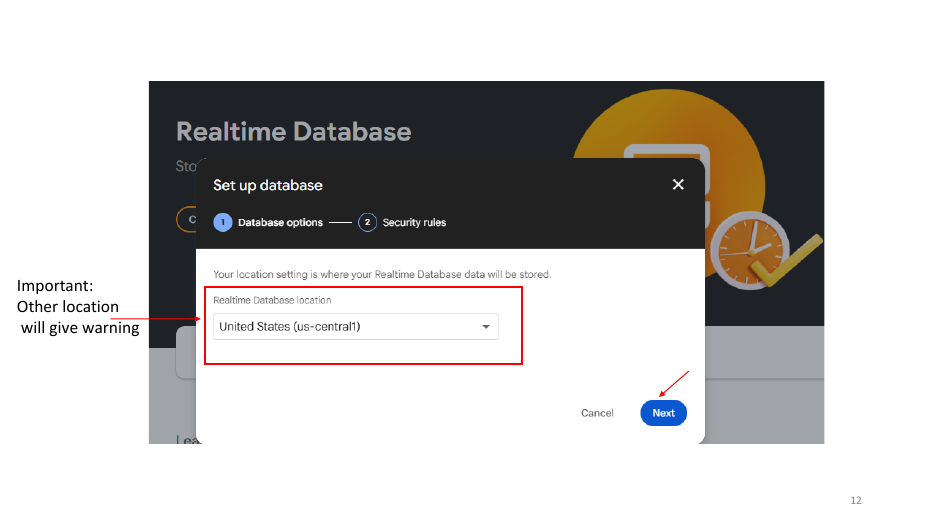 Realtime Database
Sto
Set up database
1 Database options 2 Security rules
Your location setting is where your Realtime Database data will be stored.
Important:
Other location
will give warning
Realtime Database location
United States (us-central1)
Cancel Next
Lea
12